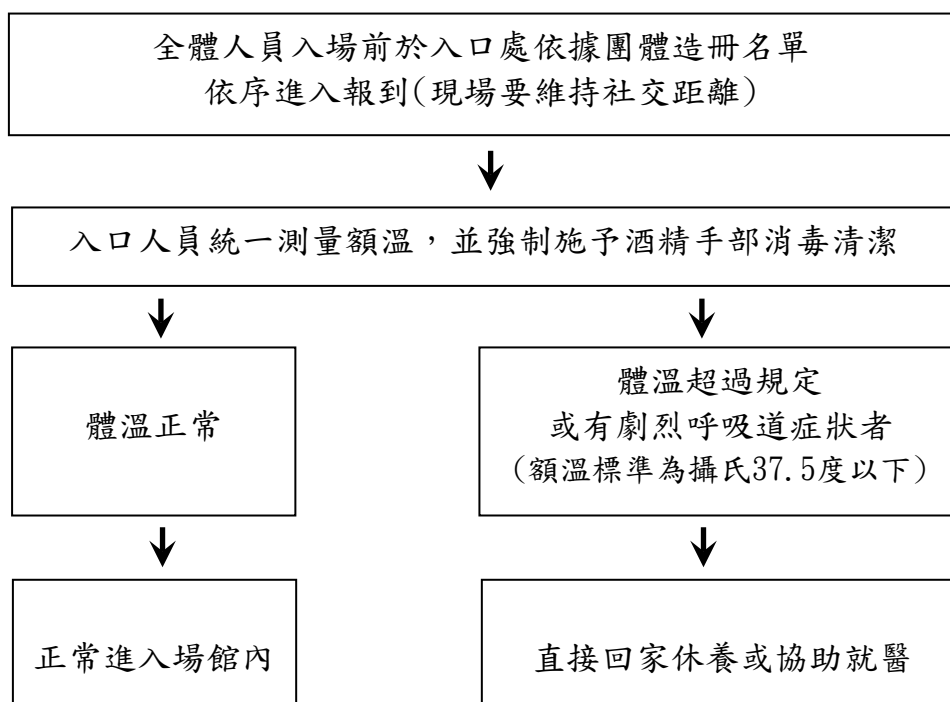 全體人員入場前於入口處依據團體造冊名單
依序進入報到(現場要維持社交距離)
入口人員統一測量額溫，並強制施予酒精手部消毒清潔
體溫正常
體溫超過規定
或有劇烈呼吸道症狀者
(額溫標準為攝氏37.5度以下)
正常進入場館內
直接回家休養或協助就醫